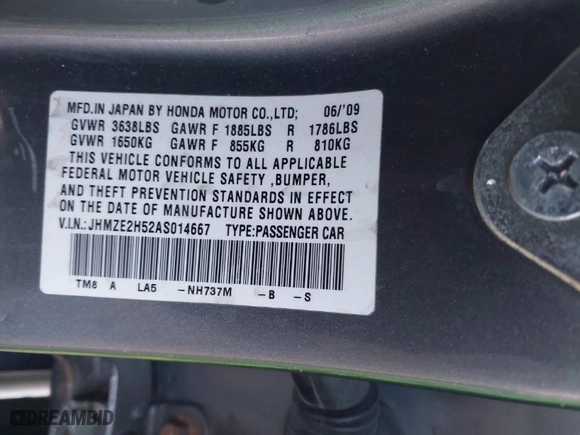 MFD.IN JAPAN BY HONDA MOTOR CO.,LTD; 06/'09
GVWR 3638LBS GAWR F 1885LBS R 1786LBS
GVWR 1650KG GAWR F 855KG R 810KG
THIS VEHICLE CONFORMS TO ALL APPLICABLE
FEDERAL MOTOR VEHICLE SAFETY ,BUMPER,
AND THEFT PREVENTION STANDARDS IN EFFECT
ON THE DATE OF MANUFACTURE SHOWN ABOVE.
V.I.N.:JHMZE2H52AS014667 TYPE:PASSENGER CAR
TM8 A LA5 -NH737M -B -S
DREAMBID